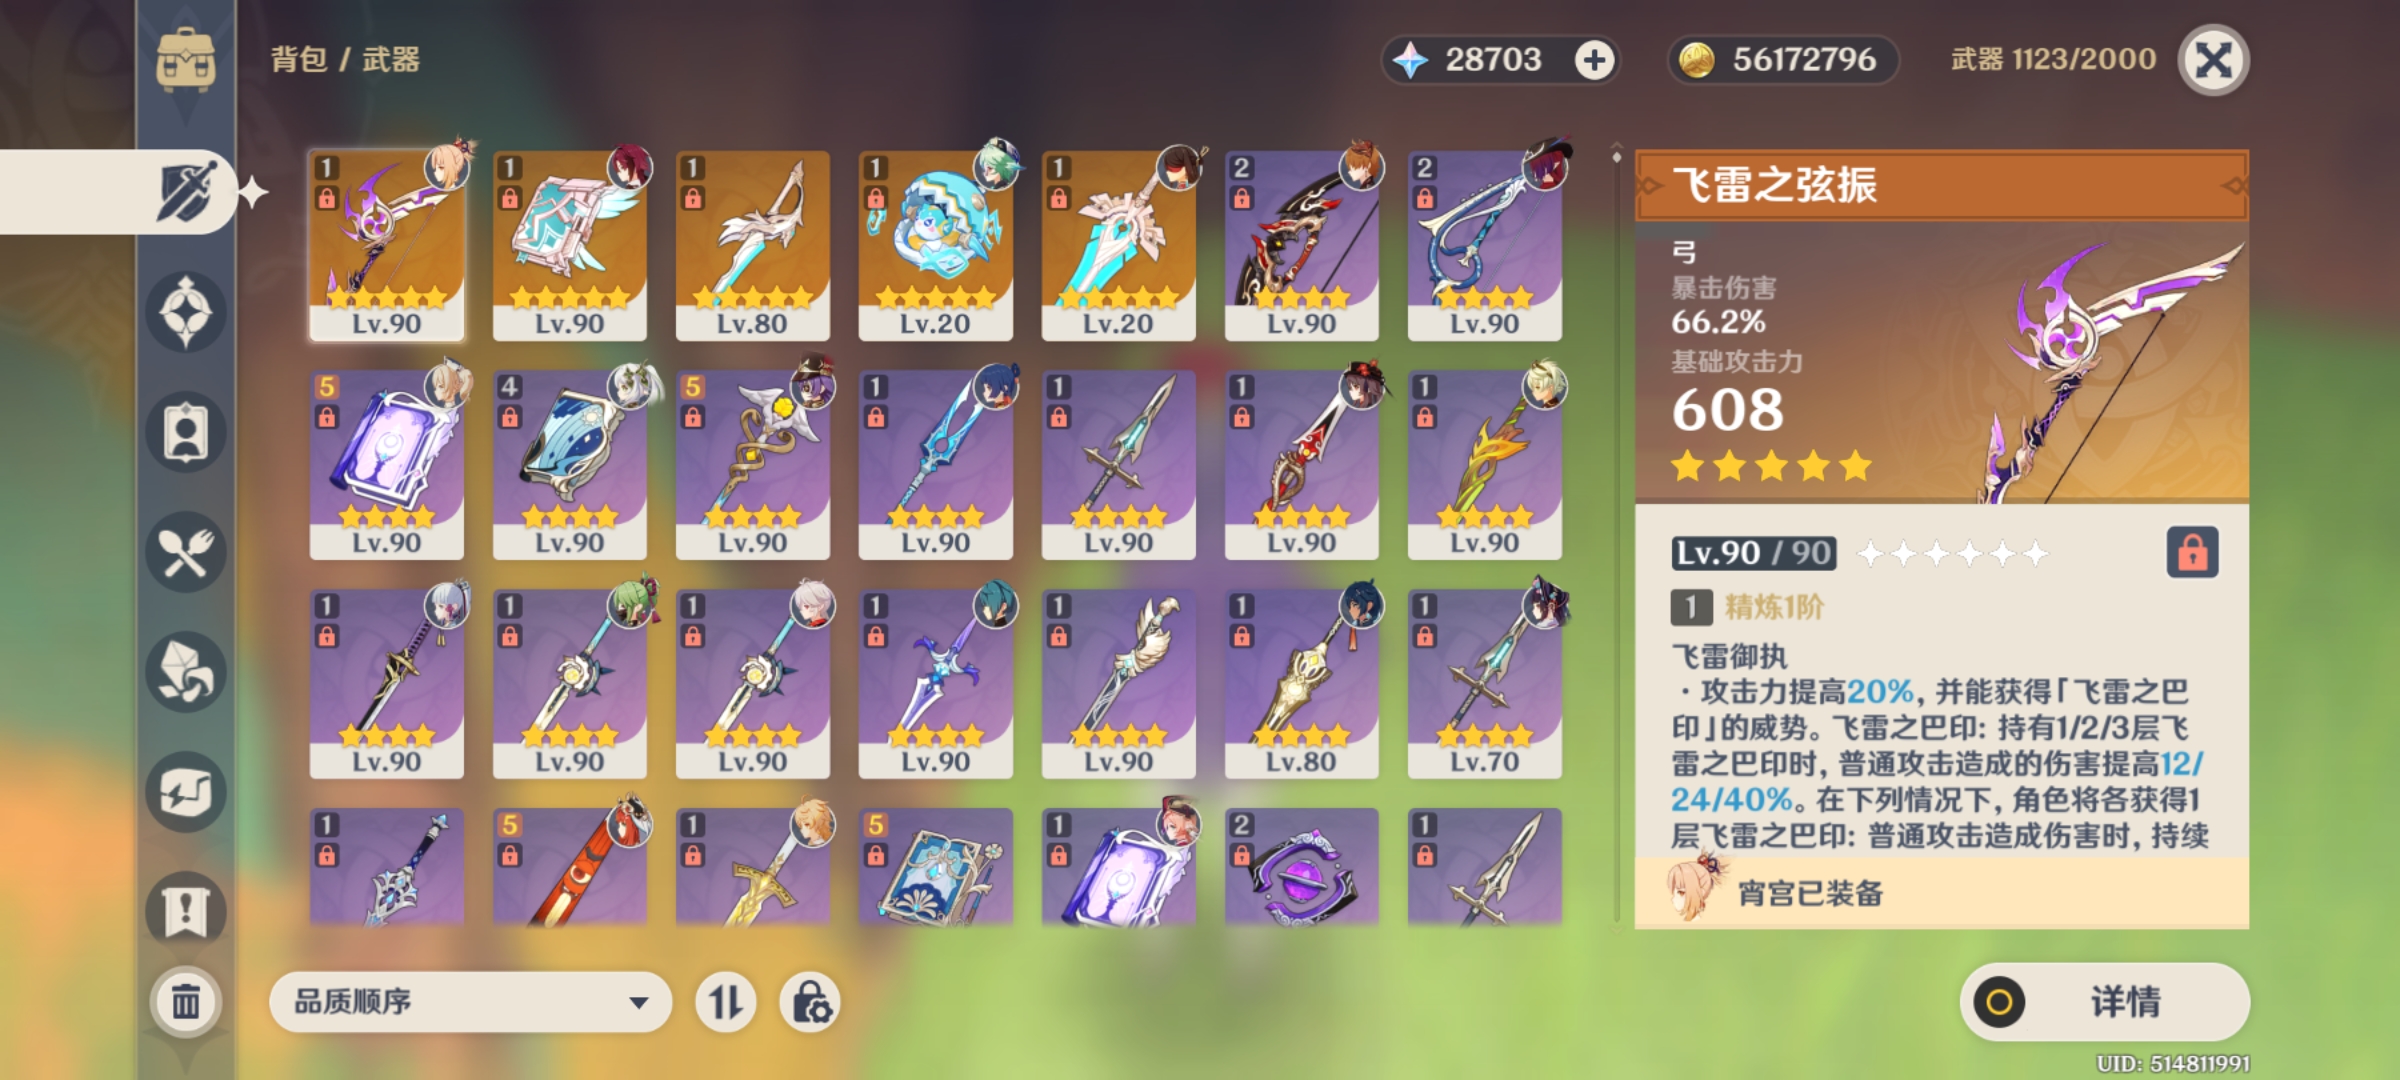 背包 / 武器
28703
56172796
武器 1123/2000
1
Lv.90
1
Lv.90
1
Lv.80
1
Lv.20
1
Lv.20
2
Lv.90
2
Lv.90
5
Lv.90
4
Lv.90
5
Lv.90
1
Lv.90
1
Lv.90
1
Lv.90
1
Lv.90
1
Lv.90
1
Lv.90
1
Lv.90
1
Lv.90
1
Lv.90
1
Lv.80
1
Lv.70
1
5
1
5
1
2
1
飞雷之弦振
弓
暴击伤害
66.2%
基础攻击力
608
Lv.90 / 90
1 精炼1阶
飞雷御执
·攻击力提高20%，并能获得「飞雷之巴
印」的威势。飞雷之巴印：持有1/2/3层飞
雷之巴印时，普通攻击造成的伤害提高12/
24/40%。在下列情况下，角色将各获得1
层飞雷之巴印：普通攻击造成伤害时，持续
宵宫已装备
品质顺序
详情
UID: 514811991